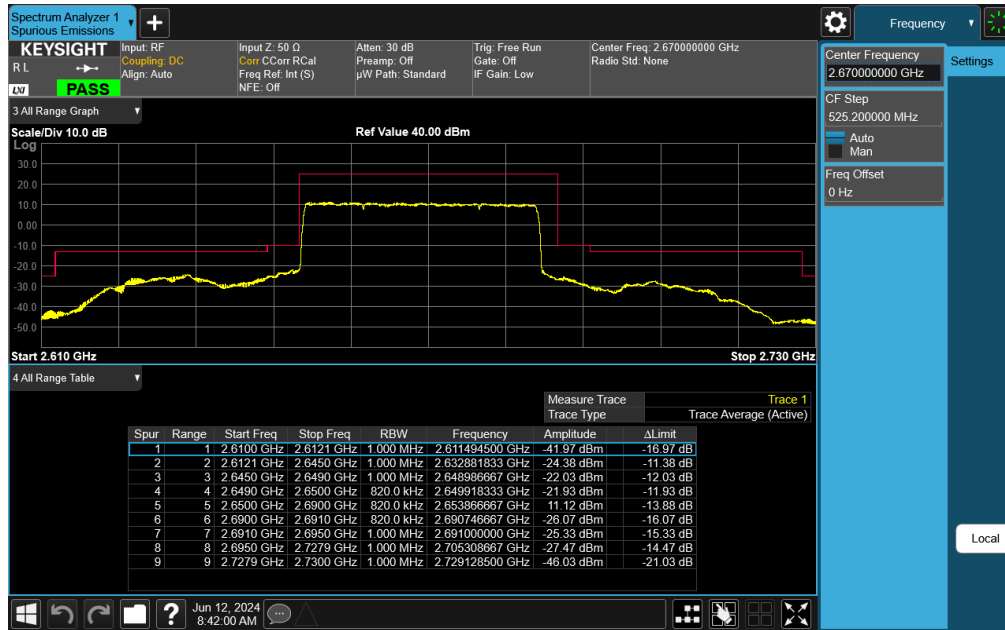 Spectrum Analyzer 1
Spurious Emissions
Frequency
KEYSIGHT
R L
LXI
PASS
Input: RF
Coupling: DC
Align: Auto
Input Z: 50 Ω
Corr CCorr RCal
Freq Ref: Int (S)
NFE: Off
Atten: 30 dB
Preamp: Off
µW Path: Standard
Trig: Free Run
Gate: Off
IF Gain: Low
Center Freq: 2.670000000 GHz
Radio Std: None
Center Frequency
2.670000000 GHz
Settings
CF Step
525.200000 MHz
Auto
Man
Freq Offset
0 Hz
Local
3 All Range Graph
Scale/Div 10.0 dB
Ref Value 40.00 dBm
Log
30.0
20.0
10.0
0.00
-10.0
-20.0
-30.0
-40.0
-50.0
Start 2.610 GHz
Stop 2.730 GHz
4 All Range Table
Measure Trace Trace 1
Trace Type Trace Average (Active)
Spur Range Start Freq Stop Freq RBW Frequency Amplitude ΔLimit
1 1 2.6100 GHz 2.6121 GHz 1.000 MHz 2.611494500 GHz -41.97 dBm -16.97 dB
2 2 2.6121 GHz 2.6450 GHz 1.000 MHz 2.632881833 GHz -24.38 dBm -11.38 dB
3 3 2.6450 GHz 2.6490 GHz 1.000 MHz 2.648986667 GHz -22.03 dBm -12.03 dB
4 4 2.6490 GHz 2.6500 GHz 820.0 kHz 2.649918333 GHz -21.93 dBm -11.93 dB
5 5 2.6500 GHz 2.6900 GHz 820.0 kHz 2.653866667 GHz 11.12 dBm -13.88 dB
6 6 2.6900 GHz 2.6910 GHz 820.0 kHz 2.690746667 GHz -26.07 dBm -16.07 dB
7 7 2.6910 GHz 2.6950 GHz 1.000 MHz 2.691000000 GHz -25.33 dBm -15.33 dB
8 8 2.6950 GHz 2.7279 GHz 1.000 MHz 2.705308667 GHz -27.47 dBm -14.47 dB
9 9 2.7279 GHz 2.7300 GHz 1.000 MHz 2.729128500 GHz -46.03 dBm -21.03 dB
?
Jun 12, 2024
8:42:00 AM